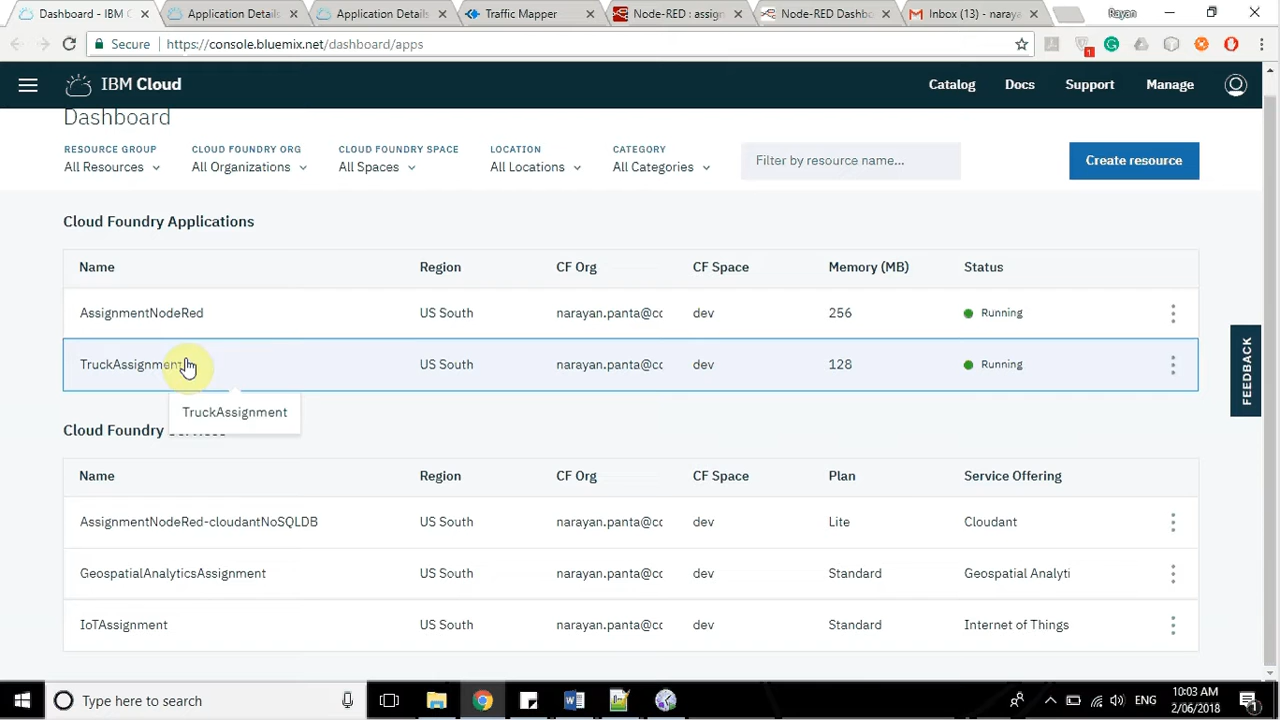 Dashboard - IBM C
Application Details
Application Details
Traffic Mapper
Node-RED : assig
Node-RED Dashbo
Inbox (13) - naraya
Rayan
Secure
https://console.bluemix.net/dashboard/apps
IBM Cloud
Catalog
Docs
Support
Manage
Dashboard
RESOURCE GROUP
CLOUD FOUNDRY ORG
CLOUD FOUNDRY SPACE
LOCATION
CATEGORY
All Resources
All Organizations
All Spaces
All Locations
All Categories
Filter by resource name...
Create resource
Cloud Foundry Applications
Name Region CF Org CF Space Memory (MB) Status
AssignmentNodeRed US South narayan.panta@cc dev 256 Running
TruckAssignment US South narayan.panta@cc dev 128 Running
TruckAssignment
Cloud Foundry
Name Region CF Org CF Space Plan Service Offering
AssignmentNodeRed-cloudantNoSQLDB US South narayan.panta@cc dev Lite Cloudant
GeospatialAnalyticsAssignment US South narayan.panta@cc dev Standard Geospatial Analyti
IoTAssignment US South narayan.panta@cc dev Standard Internet of Things
FEEDBACK
Type here to search
ENG
10:03 AM
2/06/2018